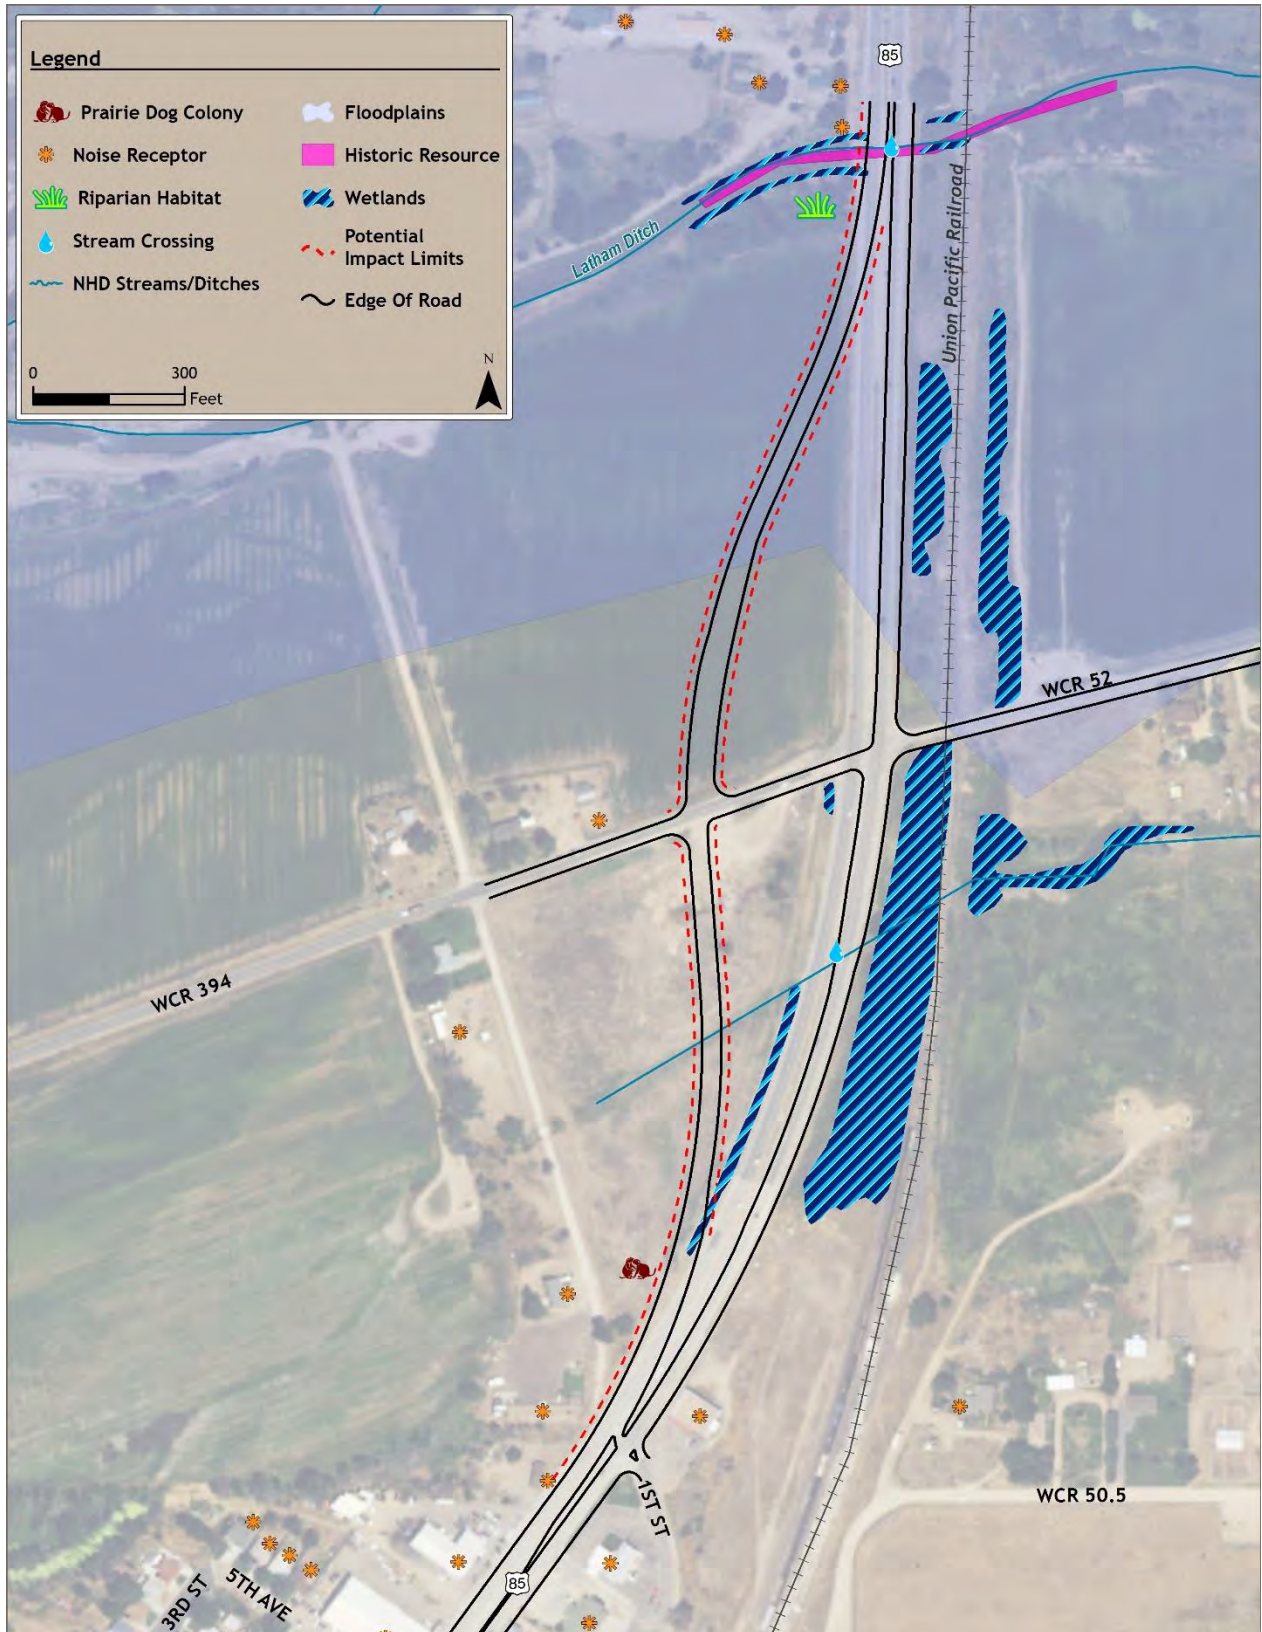 Legend
Prairie Dog Colony
Noise Receptor
Riparian Habitat
Stream Crossing
NHD Streams/Ditches
Floodplains
Historic Resource
Wetlands
Potential
Impact Limits
Edge Of Road
0 300
Feet
N
85
Latham Ditch
Union Pacific Railroad
WCR 52
WCR 394
WCR 50.5
1ST ST
85
5TH AVE
3RD ST